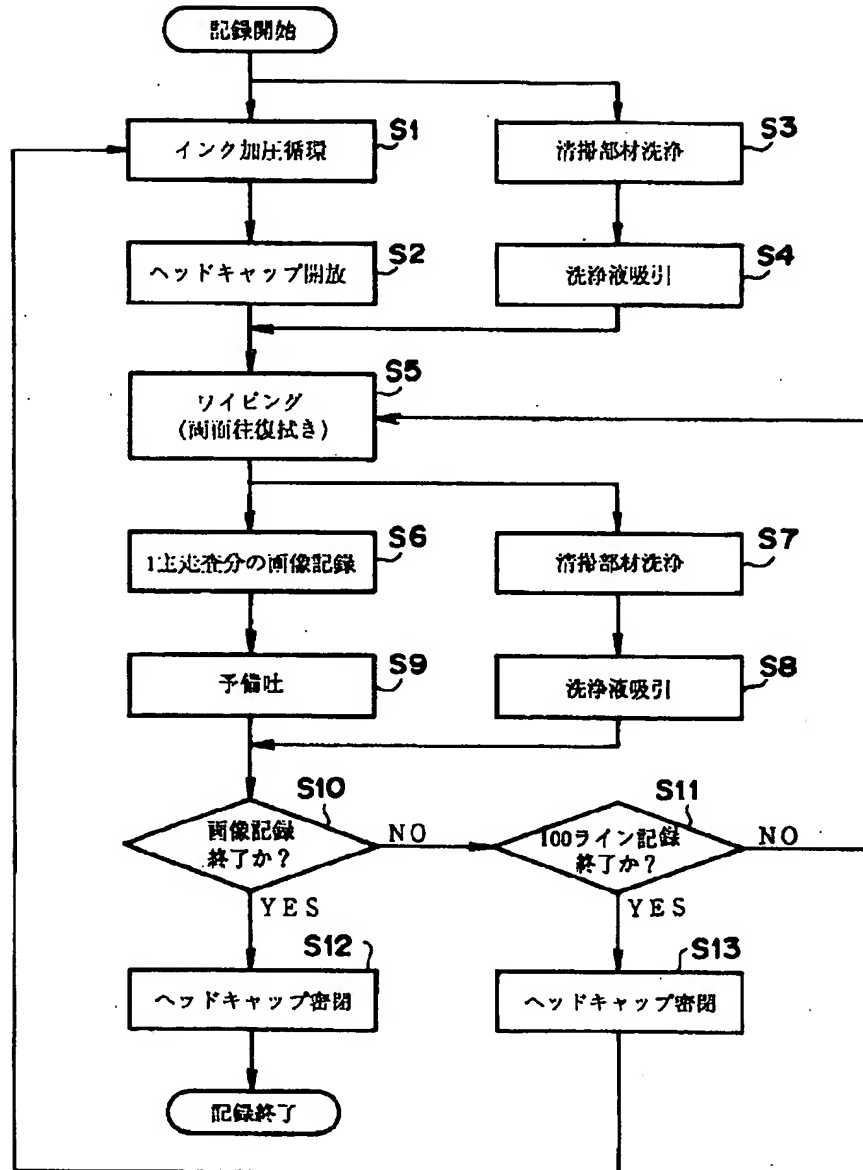 記録開始
S1
インク加圧循環
S3
清掃部材洗浄
S2
ヘッドキャップ開放
S4
洗浄液吸引
S5
ワイピング
(両面往復拭き)
S6
1主走査分の画像記録
S7
清掃部材洗浄
S9
予備吐
S8
洗浄液吸引
S10
画像記録
終了か?
NO
YES
S11
100ライン記録
終了か?
NO
YES
S12
ヘッドキャップ密閉
S13
ヘッドキャップ密閉
記録終了